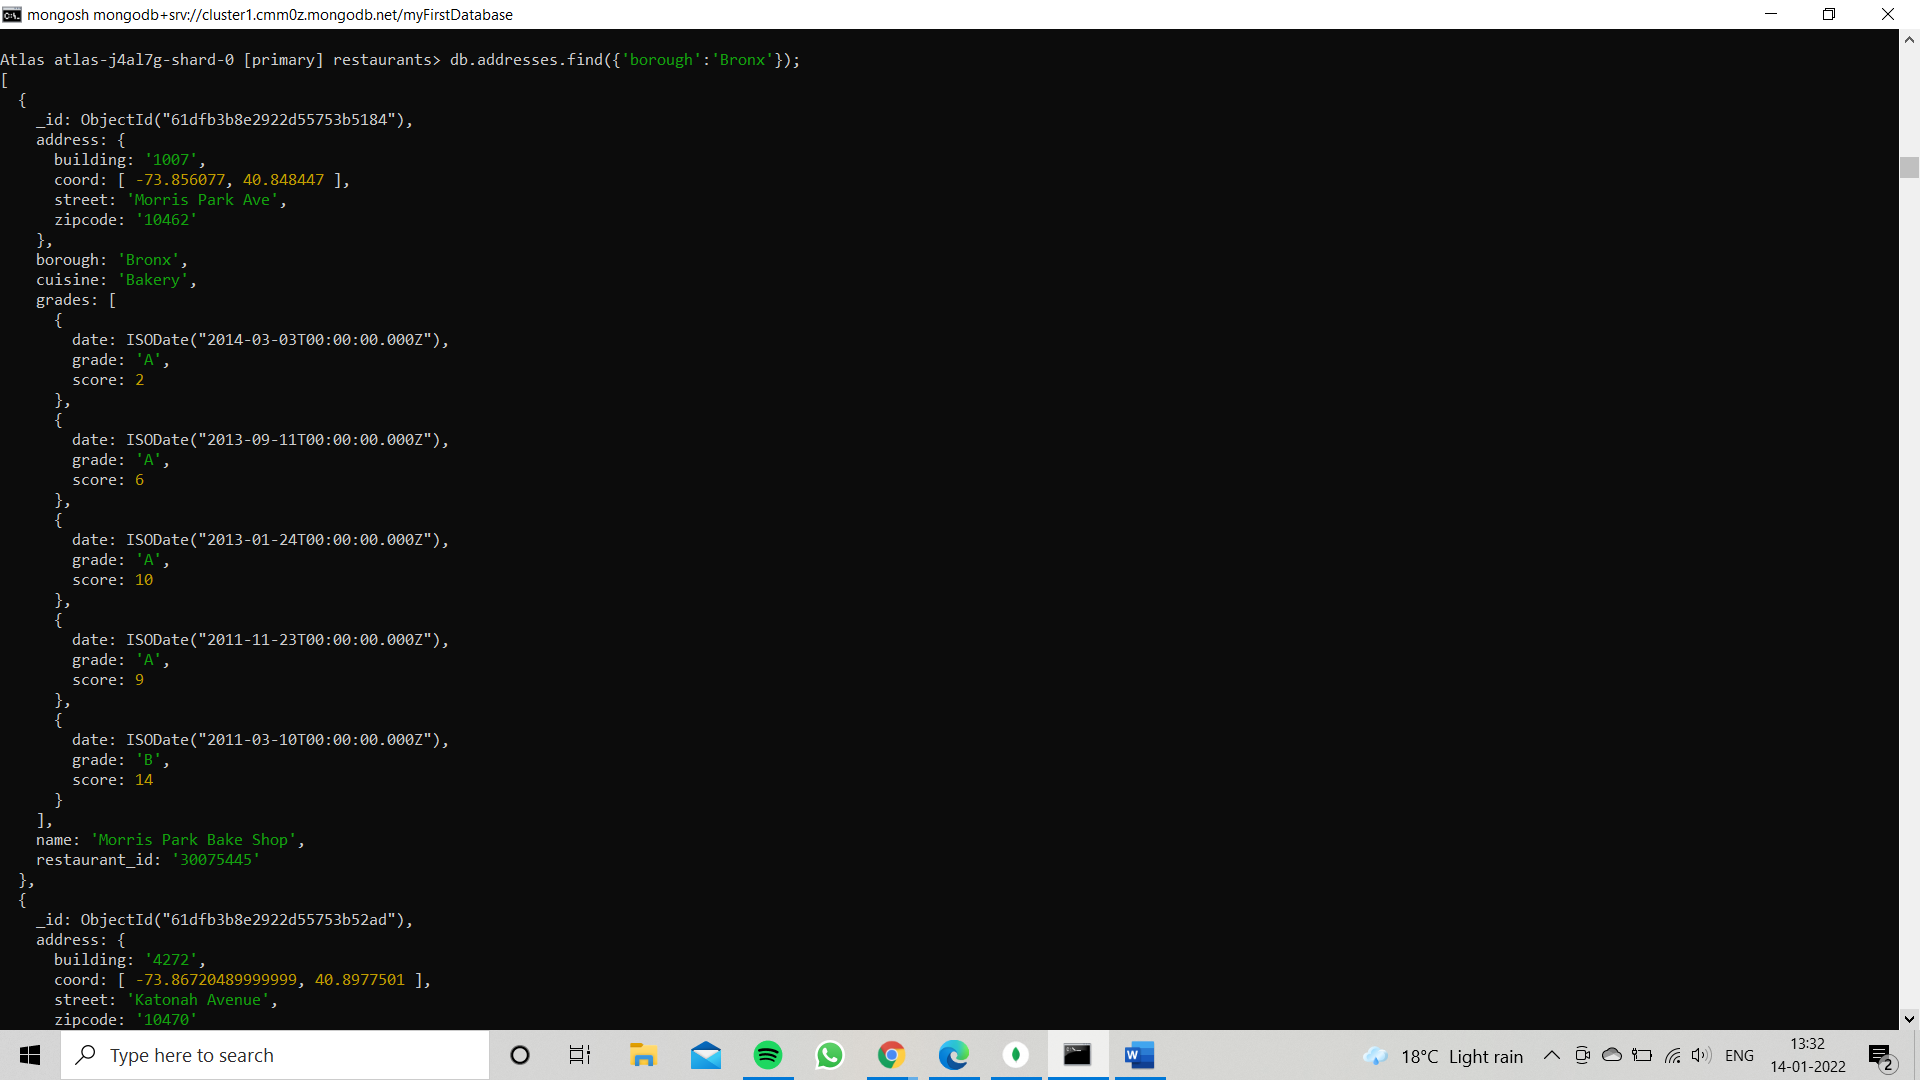 mongosh mongodb+srv://cluster1.cmm0z.mongodb.net/myFirstDatabase
Atlas atlas-j4al7g-shard-0 [primary] restaurants> db.addresses.find({'borough':'Bronx'});
[
  {
    _id: ObjectId("61dfb3b8e2922d55753b5184"),
    address: {
      building: '1007',
      coord: [ -73.856077, 40.848447 ],
      street: 'Morris Park Ave',
      zipcode: '10462'
    },
    borough: 'Bronx',
    cuisine: 'Bakery',
    grades: [
      {
        date: ISODate("2014-03-03T00:00:00.000Z"),
        grade: 'A',
        score: 2
      },
      {
        date: ISODate("2013-09-11T00:00:00.000Z"),
        grade: 'A',
        score: 6
      },
      {
        date: ISODate("2013-01-24T00:00:00.000Z"),
        grade: 'A',
        score: 10
      },
      {
        date: ISODate("2011-11-23T00:00:00.000Z"),
        grade: 'A',
        score: 9
      },
      {
        date: ISODate("2011-03-10T00:00:00.000Z"),
        grade: 'B',
        score: 14
      }
    ],
    name: 'Morris Park Bake Shop',
    restaurant_id: '30075445'
  },
  {
    _id: ObjectId("61dfb3b8e2922d55753b52ad"),
    address: {
      building: '4272',
      coord: [ -73.86720489999999, 40.8977501 ],
      street: 'Katonah Avenue',
      zipcode: '10470'
Type here to search
18°C Light rain
ENG
13:32
14-01-2022
2